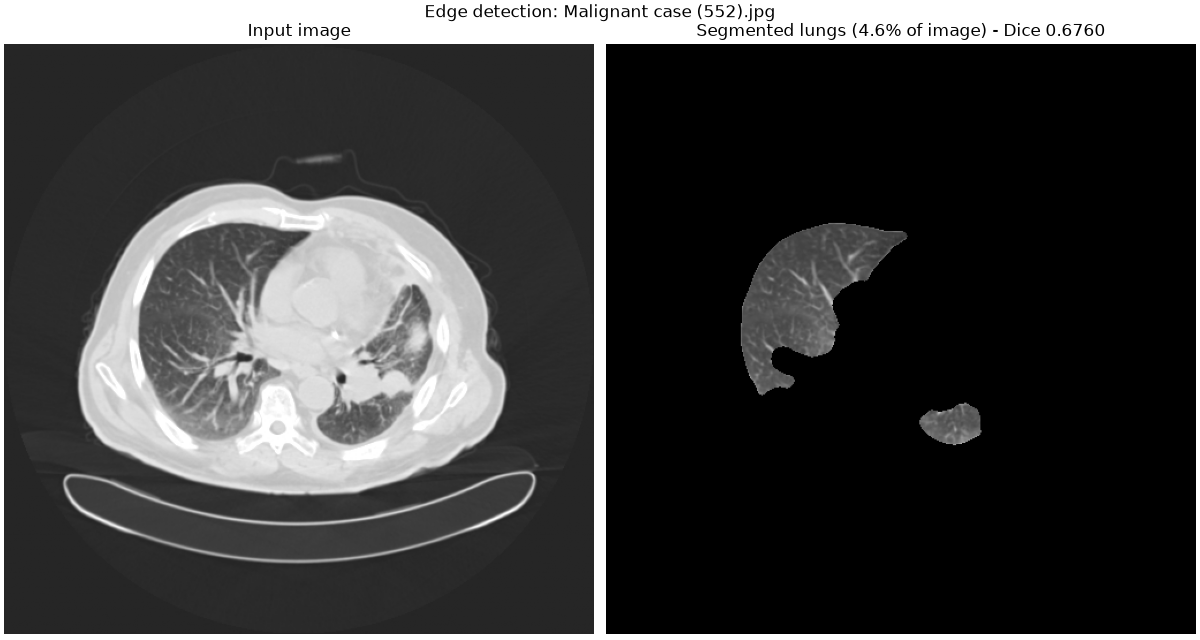 Edge detection: Malignant case (552).jpg
Input image
Segmented lungs (4.6% of image) - Dice 0.6760